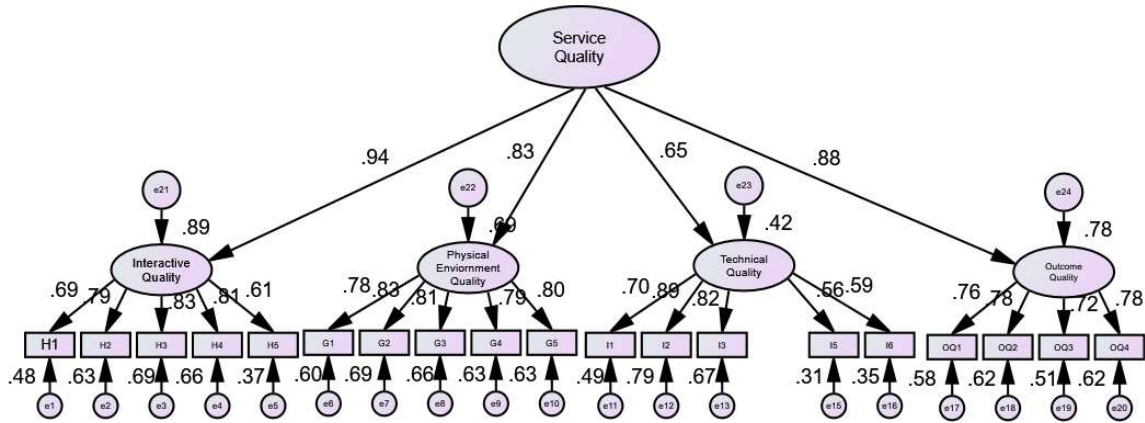 Service
Quality
.94
.83
.65
.88
e21
e22
e23
e24
.89
.69
.42
.78
Interactive
Quality
Physical
Enviornment
Quality
Technical
Quality
Outcome
Quality
.69 .79 .83 .81 .61
.78 .83 .81 .79 .80
.70 .89 .82 .56 .59
.76 .78 .72 .78
H1 H2 H3 H4 H5
G1 G2 G3 G4 G5
I1 I2 I3 I5 I6
OQ1 OQ2 OQ3 OQ4
.48 .63 .69 .66 .37
.60 .69 .66 .63 .63
.49 .79 .67 .31 .35
.58 .62 .51 .62
e1 e2 e3 e4 e5
e6 e7 e8 e9 e10
e11 e12 e13 e15 e16
e17 e18 e19 e20